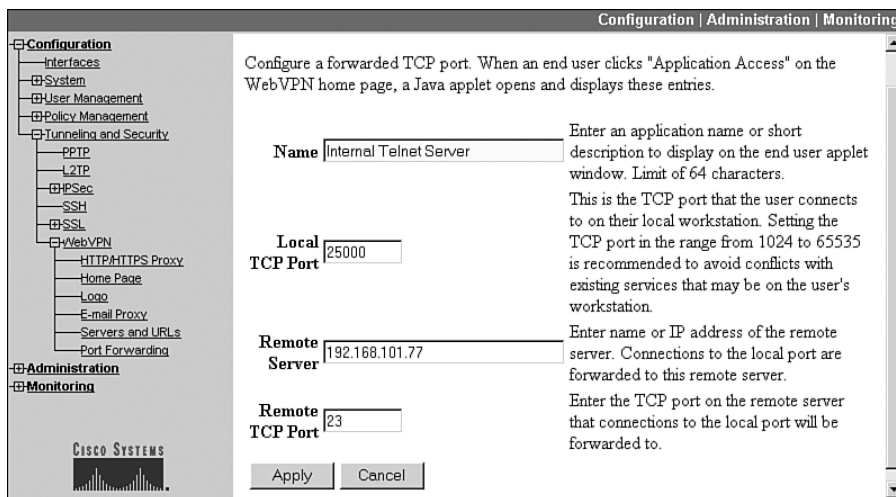 Configuration | Administration | Monitoring
Configuration
Interfaces
System
User Management
Policy Management
Tunneling and Security
PPTP
L2TP
IPSec
SSH
SSL
WebVPN
HTTP/HTTPS Proxy
Home Page
Logo
E-mail Proxy
Servers and URLs
Port Forwarding
Administration
Monitoring
CISCO SYSTEMS
Configure a forwarded TCP port. When an end user clicks "Application Access" on the
WebVPN home page, a Java applet opens and displays these entries.
Name
Internal Telnet Server
Enter an application name or short
description to display on the end user applet
window. Limit of 64 characters.
Local
TCP Port
25000
This is the TCP port that the user connects
to on their local workstation. Setting the
TCP port in the range from 1024 to 65535
is recommended to avoid conflicts with
existing services that may be on the user's
workstation.
Remote
Server
192.168.101.77
Enter name or IP address of the remote
server. Connections to the local port are
forwarded to this remote server.
Remote
TCP Port
23
Enter the TCP port on the remote server
that connections to the local port will be
forwarded to.
Apply
Cancel